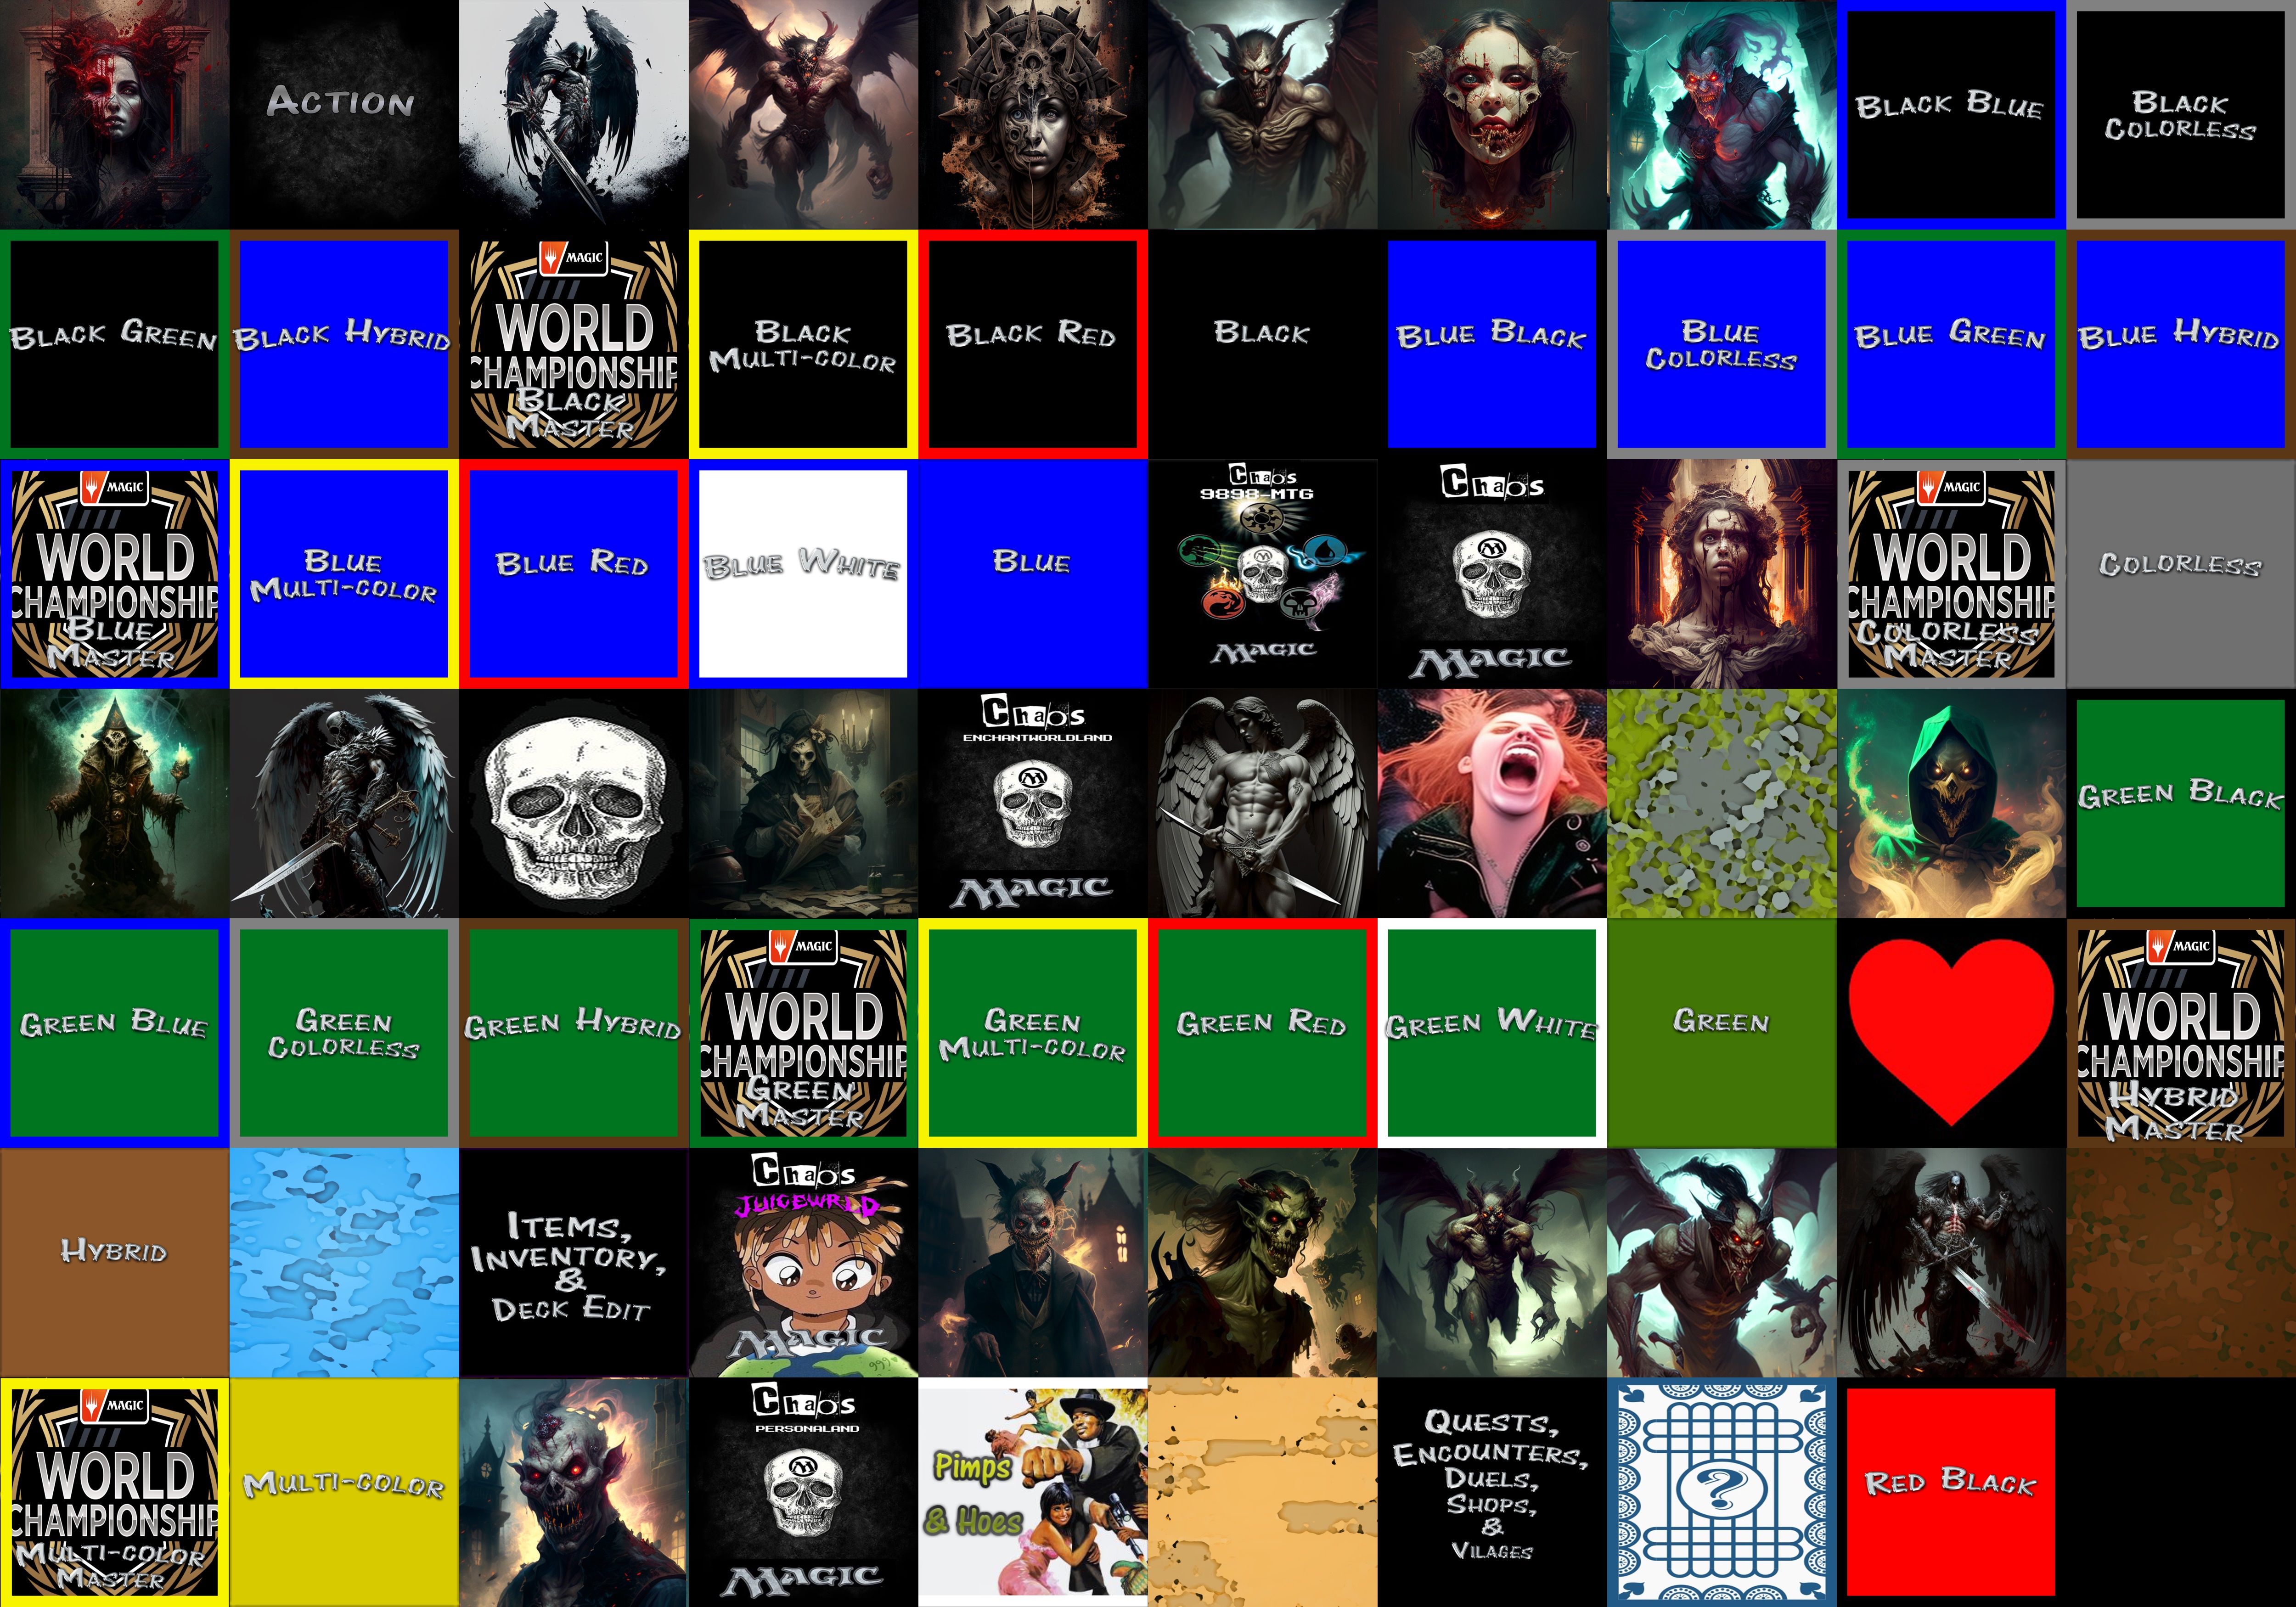 Action
Black Blue
Black
Colorless
Black Green
Black Hybrid
MAGIC
WORLD
CHAMPIONSHIP
Black
Master
Black
Multi-color
Black Red
Black
Blue Black
Blue
Colorless
Blue Green
Blue Hybrid
MAGIC
WORLD
CHAMPIONSHIP
Blue
Master
Blue
Multi-color
Blue Red
Blue White
Blue
Chaos
9898-MTG
Magic
Chaos
Magic
MAGIC
WORLD
CHAMPIONSHIP
Colorless
Master
Colorless
Chaos
ENCHANTWORLDLAND
Magic
Green Black
Green Blue
Green
Colorless
Green Hybrid
MAGIC
WORLD
CHAMPIONSHIP
Green
Master
Green
Multi-color
Green Red
Green White
Green
MAGIC
WORLD
CHAMPIONSHIP
Hybrid
Master
Hybrid
Items,
Inventory,
&
Deck Edit
Chaos
JUICEWRLD
Magic
999
MAGIC
WORLD
CHAMPIONSHIP
Multi-color
Master
Multi-color
Chaos
PERSONALAND
Magic
Pimps
& Hoes
Quests,
Encounters,
Duels,
Shops,
&
Vilages
?
Red Black